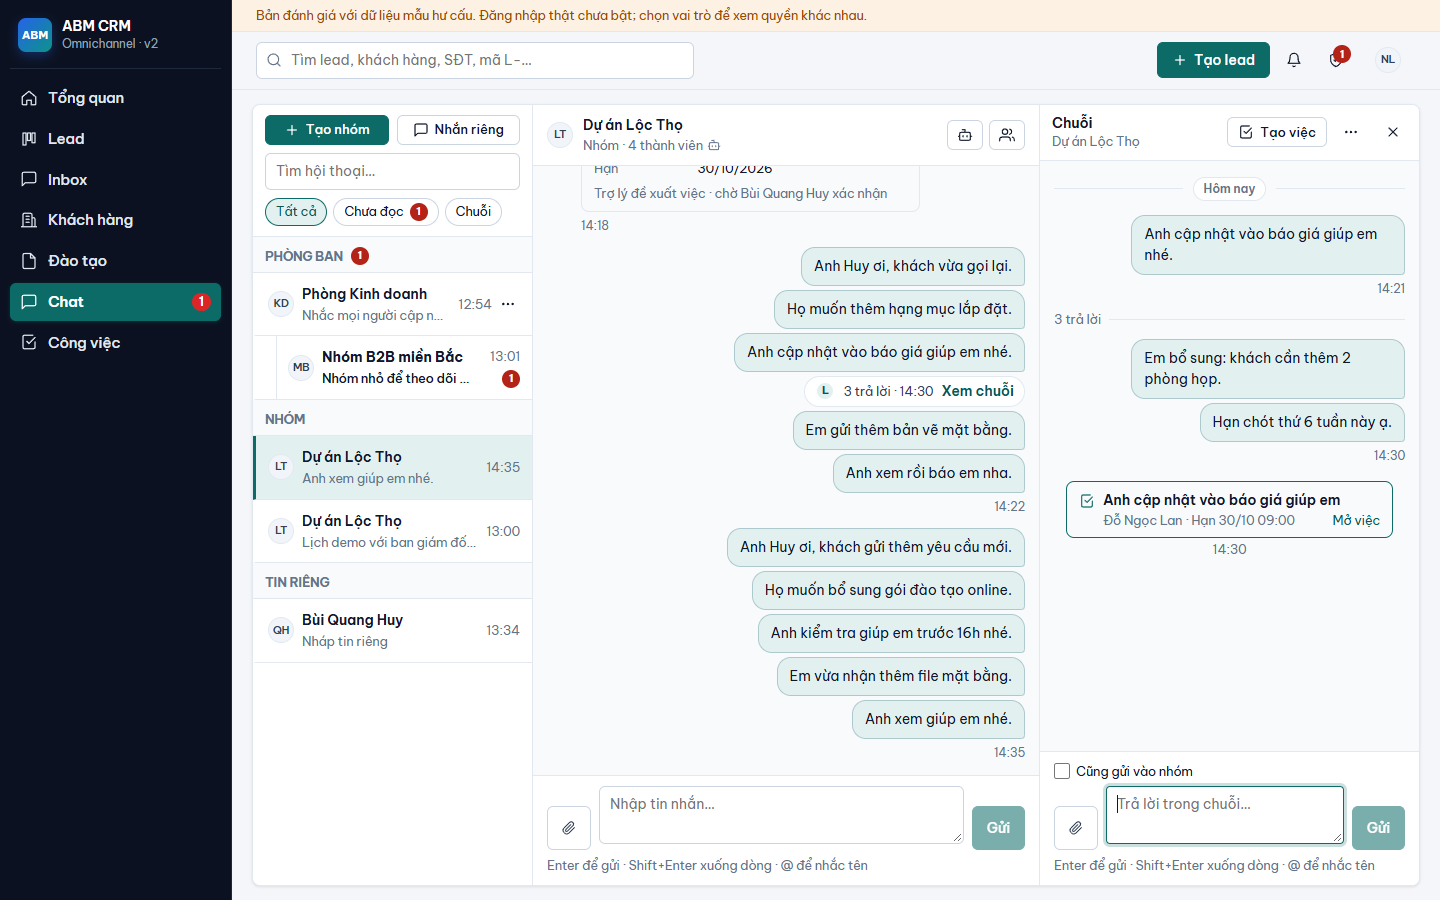 ABM
ABM CRM
Omnichannel · v2
Tổng quan
Lead
Inbox
Khách hàng
Đào tạo
Chat
1
Công việc
Bản đánh giá với dữ liệu mẫu hư cấu. Đăng nhập thật chưa bật; chọn vai trò để xem quyền khác nhau.
Tìm lead, khách hàng, SĐT, mã L-...
Tạo lead
1
NL
Tạo nhóm
Nhắn riêng
Tìm hội thoại...
Tất cả
Chưa đọc 1
Chuỗi
PHÒNG BAN 1
KD
Phòng Kinh doanh
12:54
Nhắc mọi người cập n...
MB
Nhóm B2B miền Bắc
13:01
Nhóm nhỏ để theo dõi ...
1
NHÓM
LT
Dự án Lộc Thọ
14:35
Anh xem giúp em nhé.
LT
Dự án Lộc Thọ
13:00
Lịch demo với ban giám đố...
TIN RIÊNG
QH
Bùi Quang Huy
13:34
Nháp tin riêng
LT
Dự án Lộc Thọ
Nhóm · 4 thành viên
Hạn 30/10/2026
Trợ lý đề xuất việc · chờ Bùi Quang Huy xác nhận
14:18
Anh Huy ơi, khách vừa gọi lại.
Họ muốn thêm hạng mục lắp đặt.
Anh cập nhật vào báo giá giúp em nhé.
L 3 trả lời · 14:30 Xem chuỗi
Em gửi thêm bản vẽ mặt bằng.
Anh xem rồi báo em nha.
14:22
Anh Huy ơi, khách gửi thêm yêu cầu mới.
Họ muốn bổ sung gói đào tạo online.
Anh kiểm tra giúp em trước 16h nhé.
Em vừa nhận thêm file mặt bằng.
Anh xem giúp em nhé.
14:35
Nhập tin nhắn...
Gửi
Enter để gửi · Shift+Enter xuống dòng · @ để nhắc tên
Chuỗi
Dự án Lộc Thọ
Tạo việc
Hôm nay
Anh cập nhật vào báo giá giúp em
nhé.
14:21
3 trả lời
Em bổ sung: khách cần thêm 2
phòng họp.
Hạn chót thứ 6 tuần này ạ.
14:30
Anh cập nhật vào báo giá giúp em
Đỗ Ngọc Lan · Hạn 30/10 09:00
Mở việc
14:30
Cũng gửi vào nhóm
Trả lời trong chuỗi...
Gửi
Enter để gửi · Shift+Enter xuống dòng · @ để nhắc tên